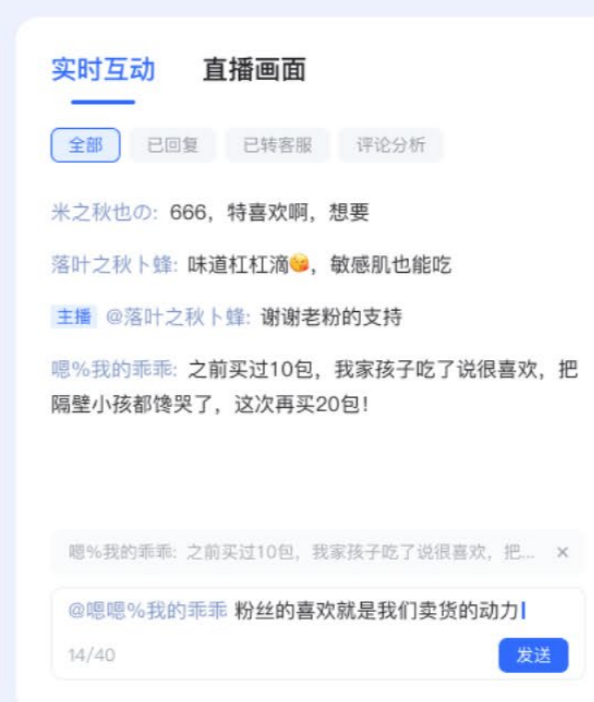 实时互动 直播画面
全部 已回复 已转客服 评论分析
米之秋也の: 666，特喜欢啊，想要
落叶之秋卜蜂: 味道杠杠滴😘，敏感肌也能吃
主播 @落叶之秋卜蜂: 谢谢老粉的支持
嗯%我的乖乖: 之前买过10包，我家孩子吃了说很喜欢，把
隔壁小孩都馋哭了，这次再买20包！
嗯%我的乖乖: 之前买过10包，我家孩子吃了说很喜欢，把... ×
@嗯嗯%我的乖乖 粉丝的喜欢就是我们卖货的动力
14/40 发送